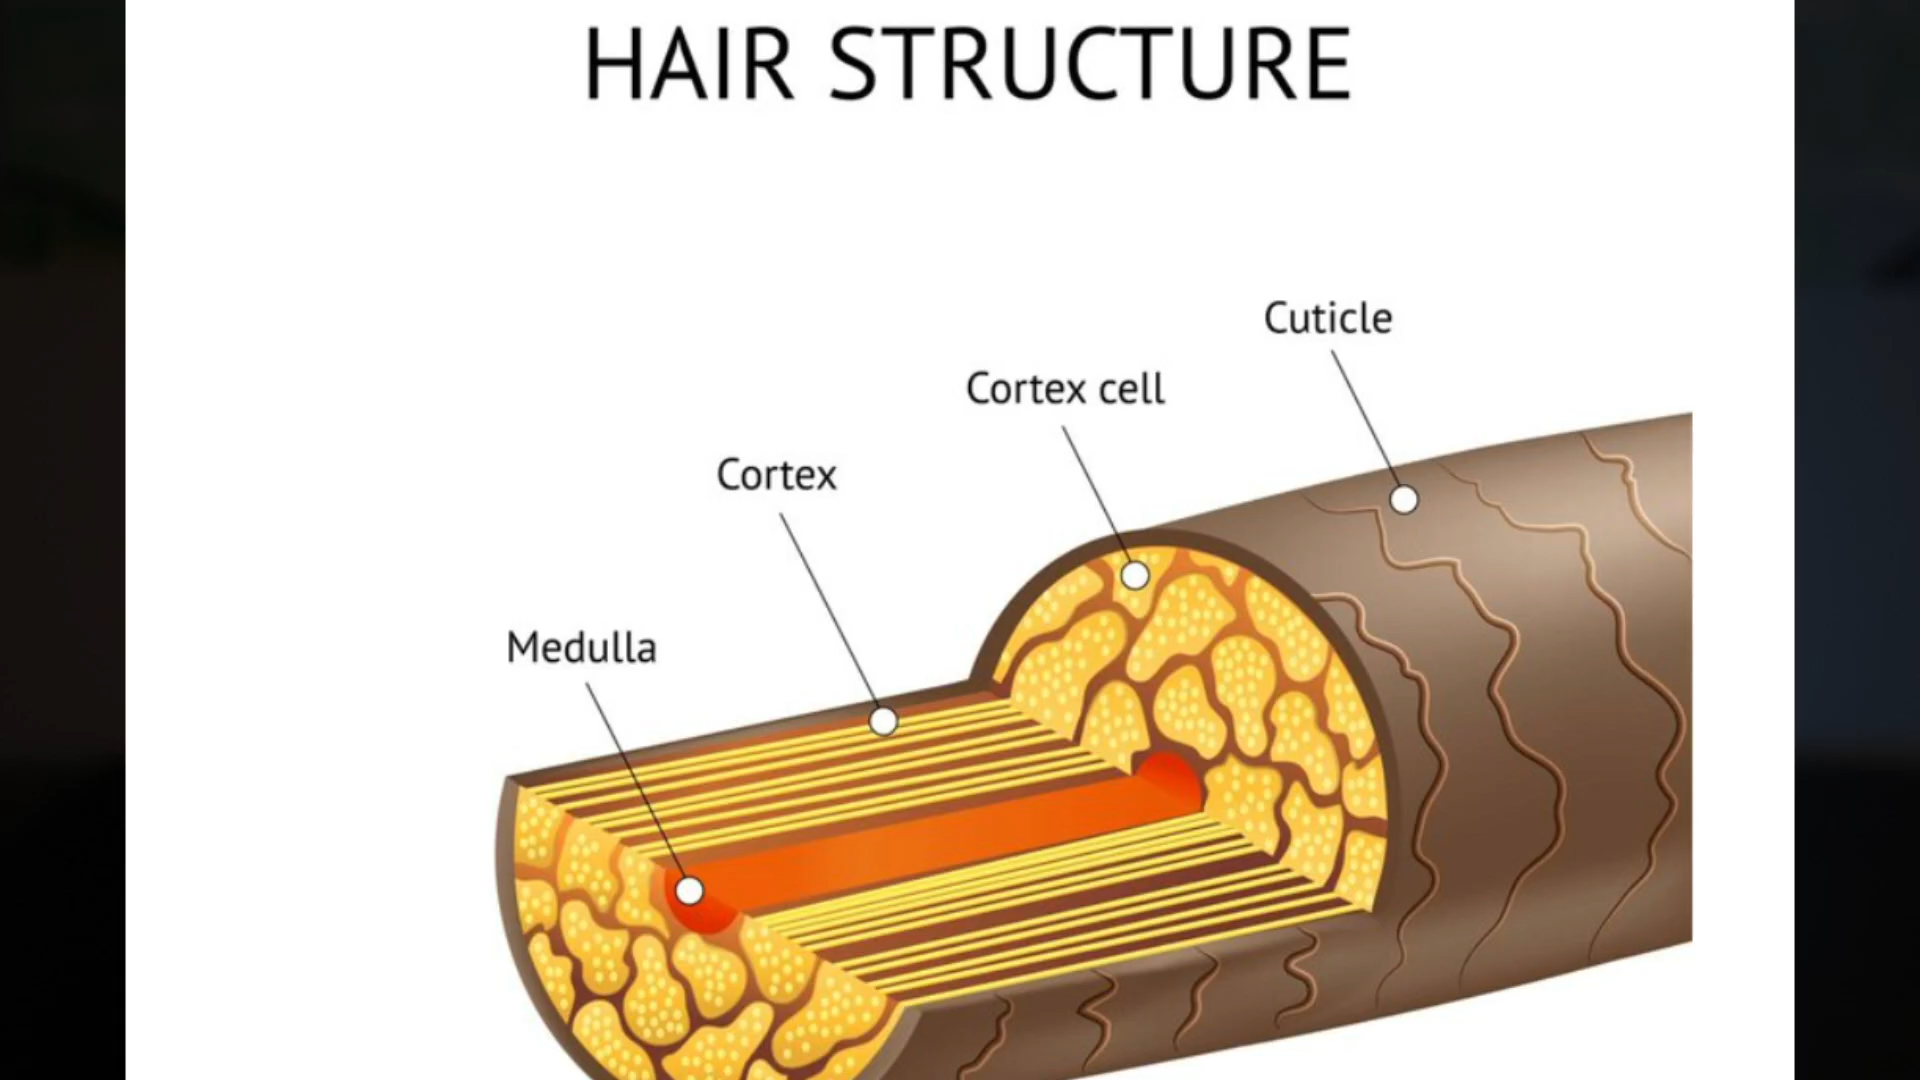 HAIR STRUCTURE
Cuticle
Cortex cell
Cortex
Medulla